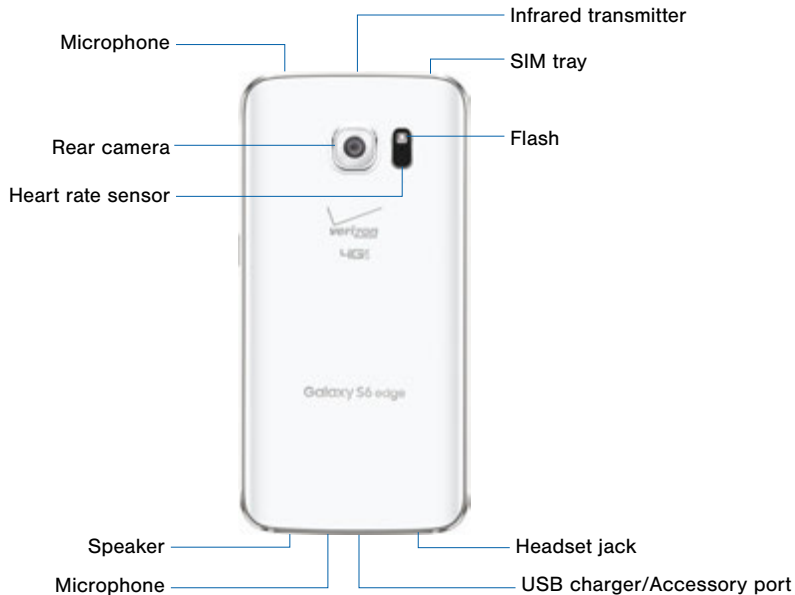 Infrared transmitter
Microphone
SIM tray
Flash
Rear camera
Heart rate sensor
verizon
4G
Galaxy S6 edge
Speaker
Headset jack
Microphone
USB charger/Accessory port